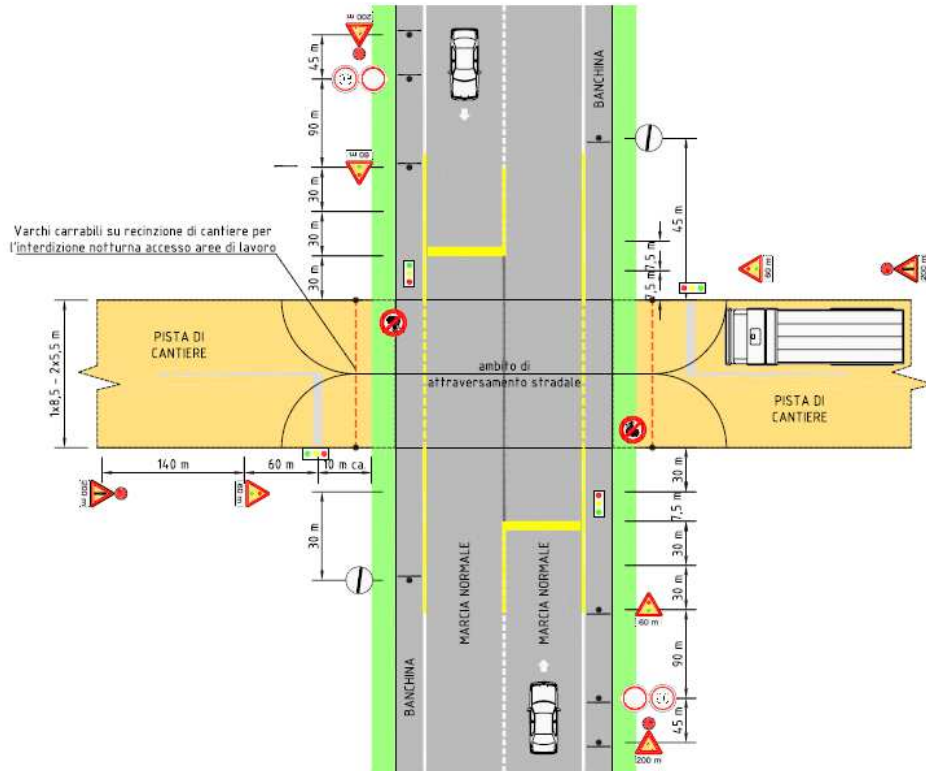 200 m
45 m
90 m
60 m
30 m
30 m
30 m
BANCHINA
45 m
7,5 m
7,5 m
60 m
200 m
Varchi carrabili su recinzione di cantiere per
l'interdizione notturna accesso aree di lavoro
1x8,5 - 2x5,5 m
PISTA DI
CANTIERE
ambito di
attraversamento stradale
PISTA DI
CANTIERE
140 m
60 m
10 m ca.
200 m
60 m
30 m
MARCIA NORMALE
MARCIA NORMALE
BANCHINA
30 m
7,5 m
30 m
30 m
60 m
90 m
45 m
200 m